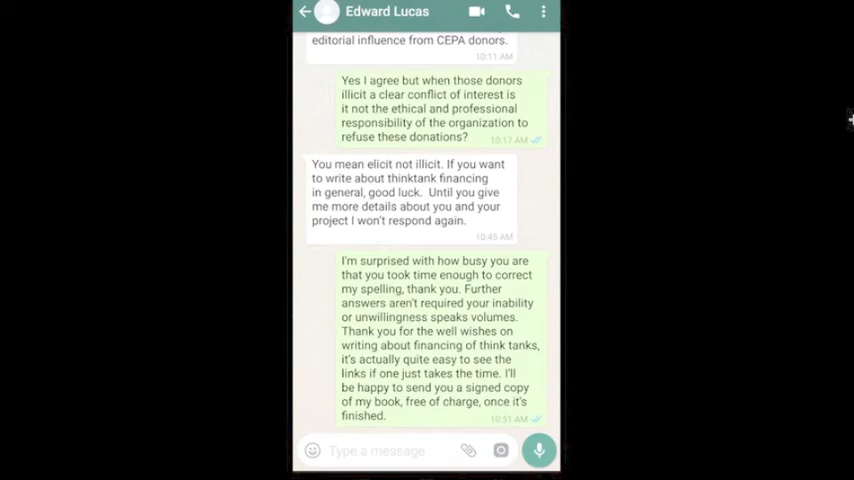 Edward Lucas
editorial influence from CEPA donors.
10:11 AM
Yes I agree but when those donors
illicit a clear conflict of interest is
it not the ethical and professional
responsibility of the organization to
refuse these donations?
10:17 AM
You mean elicit not illicit. If you want
to write about thinktank financing
in general, good luck. Until you give
me more details about you and your
project I won't respond again.
10:45 AM
I'm surprised with how busy you are
that you took time enough to correct
my spelling, thank you. Further
answers aren't required your inability
or unwillingness speaks volumes.
Thank you for the well wishes on
writing about financing of think tanks,
it's actually quite easy to see the
links if one just takes the time. I'll
be happy to send you a signed copy
of my book, free of charge, once it's
finished.
10:51 AM
Type a message